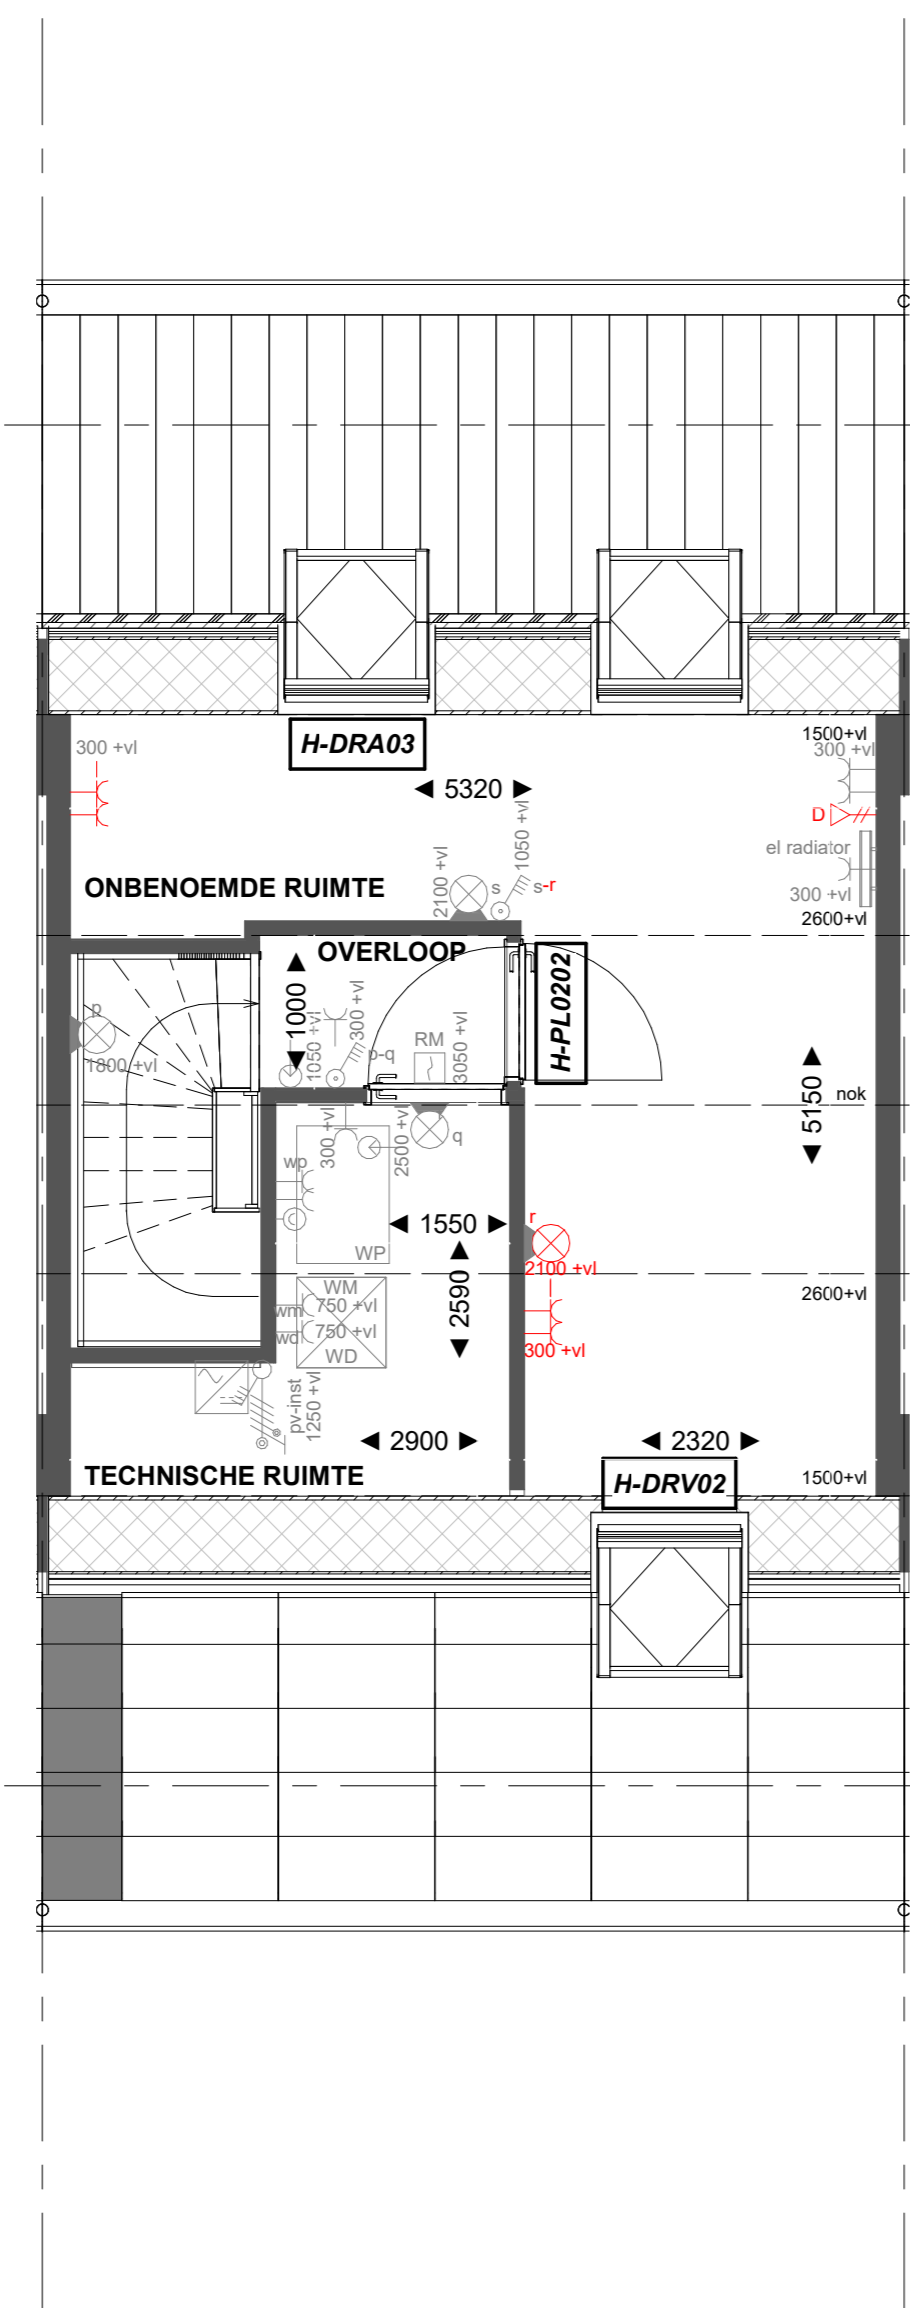 H-DRA03
1500+vl
300 +vl
300 +vl
5320
D
1050 +vl
2100 +vl
el radiator
s
s-r
ONBENOEMDE RUIMTE
300 +vl
2600+vl
OVERLOOP
H-PL0202
1000
p
1800 +vl
1050 +vl
300 +vl
p-q
RM
3050 +vl
5150
nok
300 +vl
2500 +vl
q
wp
WP
1550
r
2100 +vl
2590
WM
750 +vl
wm
750 +vl
wd
WD
2600+vl
300 +vl
pv-inst
1250 +vl
2900
2320
TECHNISCHE RUIMTE
H-DRV02
1500+vl